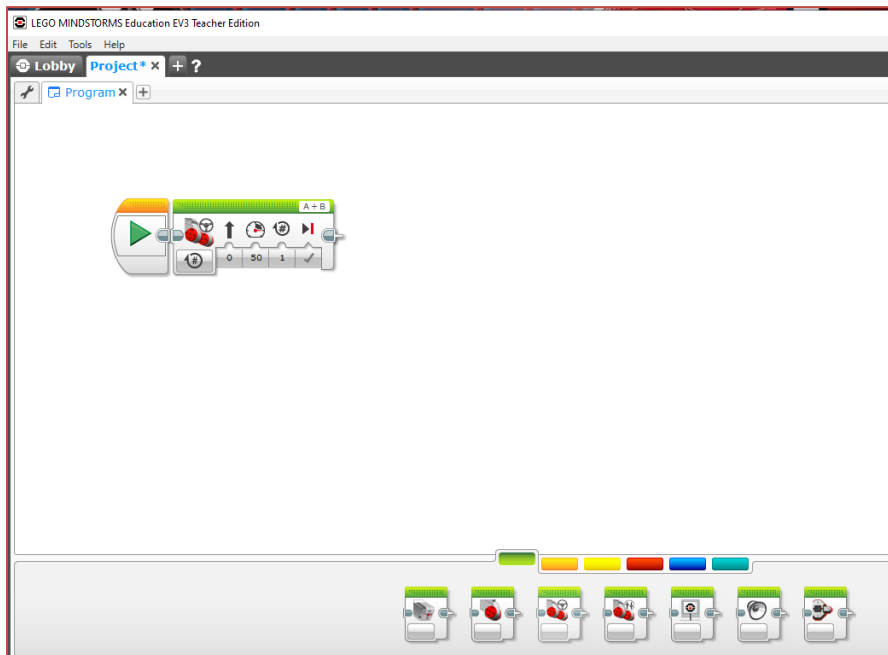 LEGO MINDSTORMS Education EV3 Teacher Edition
File Edit Tools Help
Lobby Project* × + ?
Program × +
A + B
#
# 0 50 1